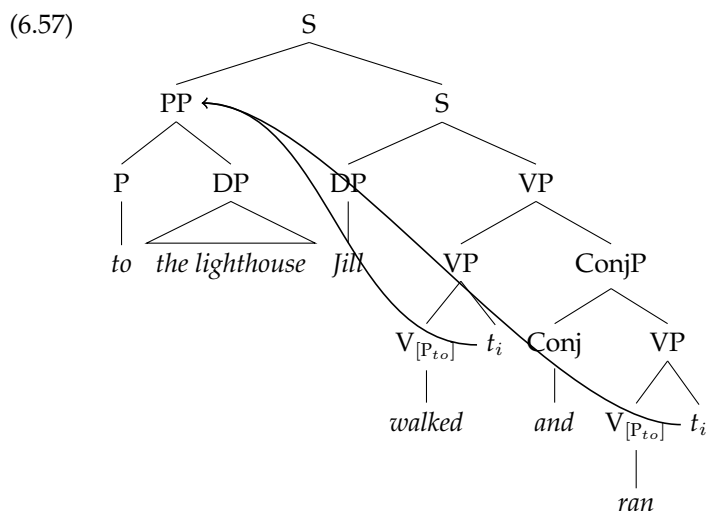 (6.57) S
PP S
P DP DP VP
to the lighthouse Jill VP ConjP
V[Pto] ti Conj VP
walked and V[Pto] ti
ran